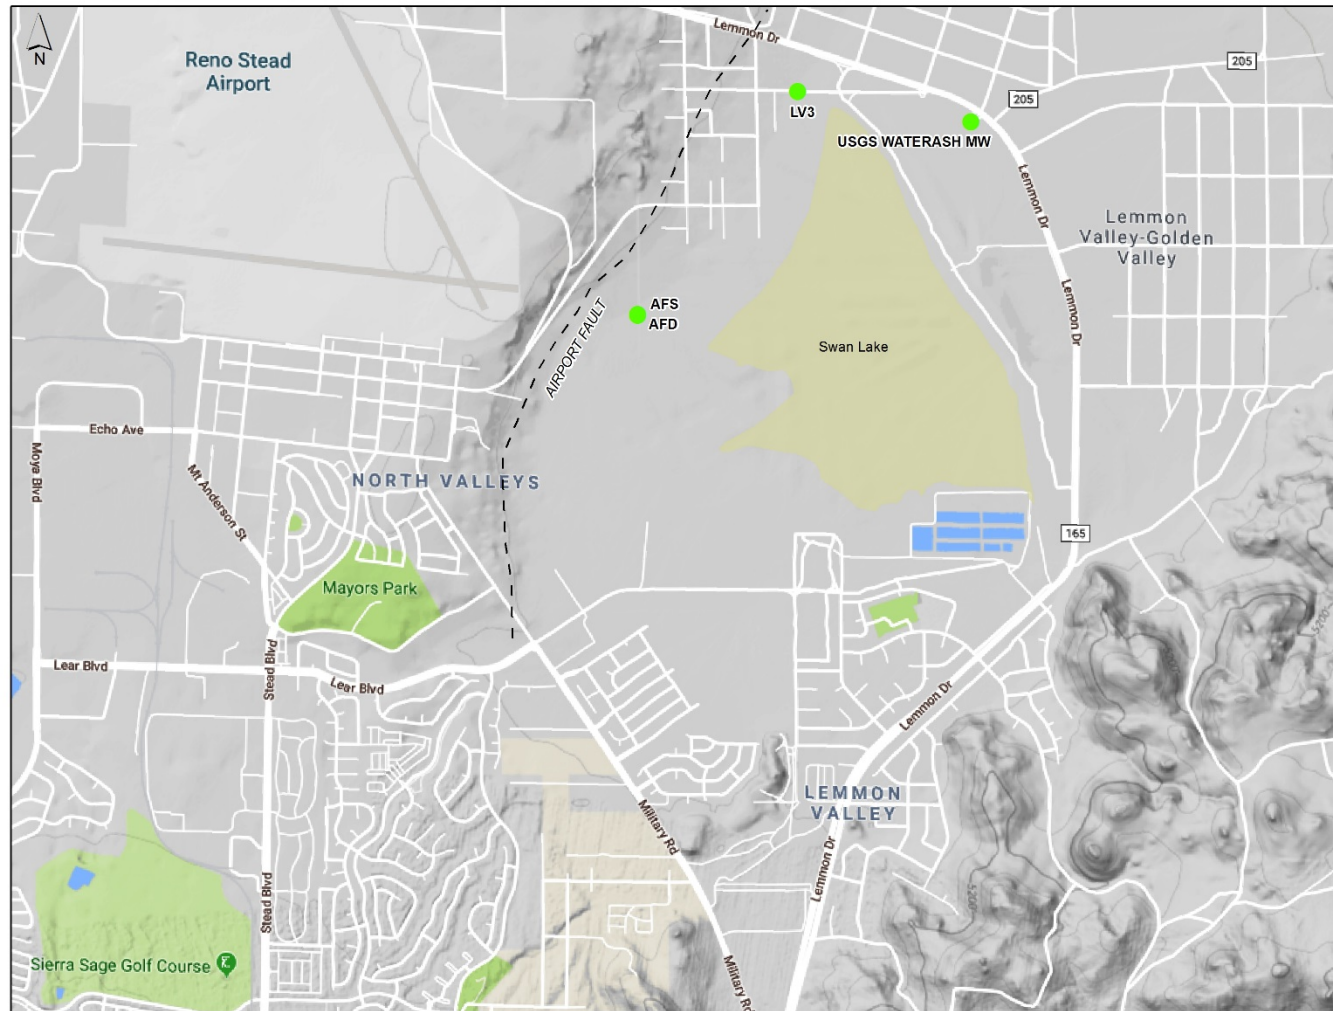 N
Reno Stead
Airport
Lemmon Dr
205
205
LV3
USGS WATERASH MW
Lemmon Dr
Lemmon
Valley-Golden
Valley
Lemmon Dr
AFS
AFD
AIRPORT FAULT
Swan Lake
Echo Ave
Moya Blvd
Mt Anderson St
NORTH VALLEYS
165
Mayors Park
5200
Lear Blvd
Stead Blvd
Lear Blvd
Lemmon Dr
LEMMON
VALLEY
Military Rd
Lemmon Dr
Stead Blvd
5200
Sierra Sage Golf Course
Military Rd